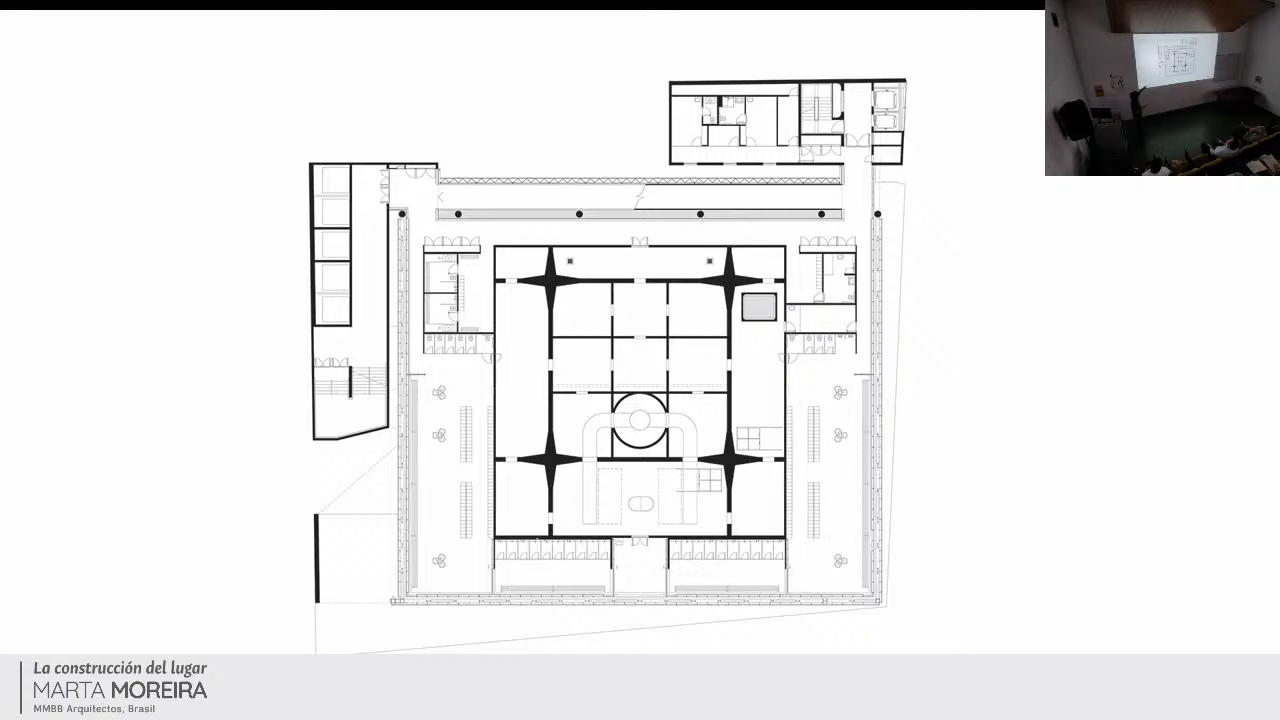 La construcción del lugar
MARTA MOREIRA
MMBB Arquitectos, Brasil